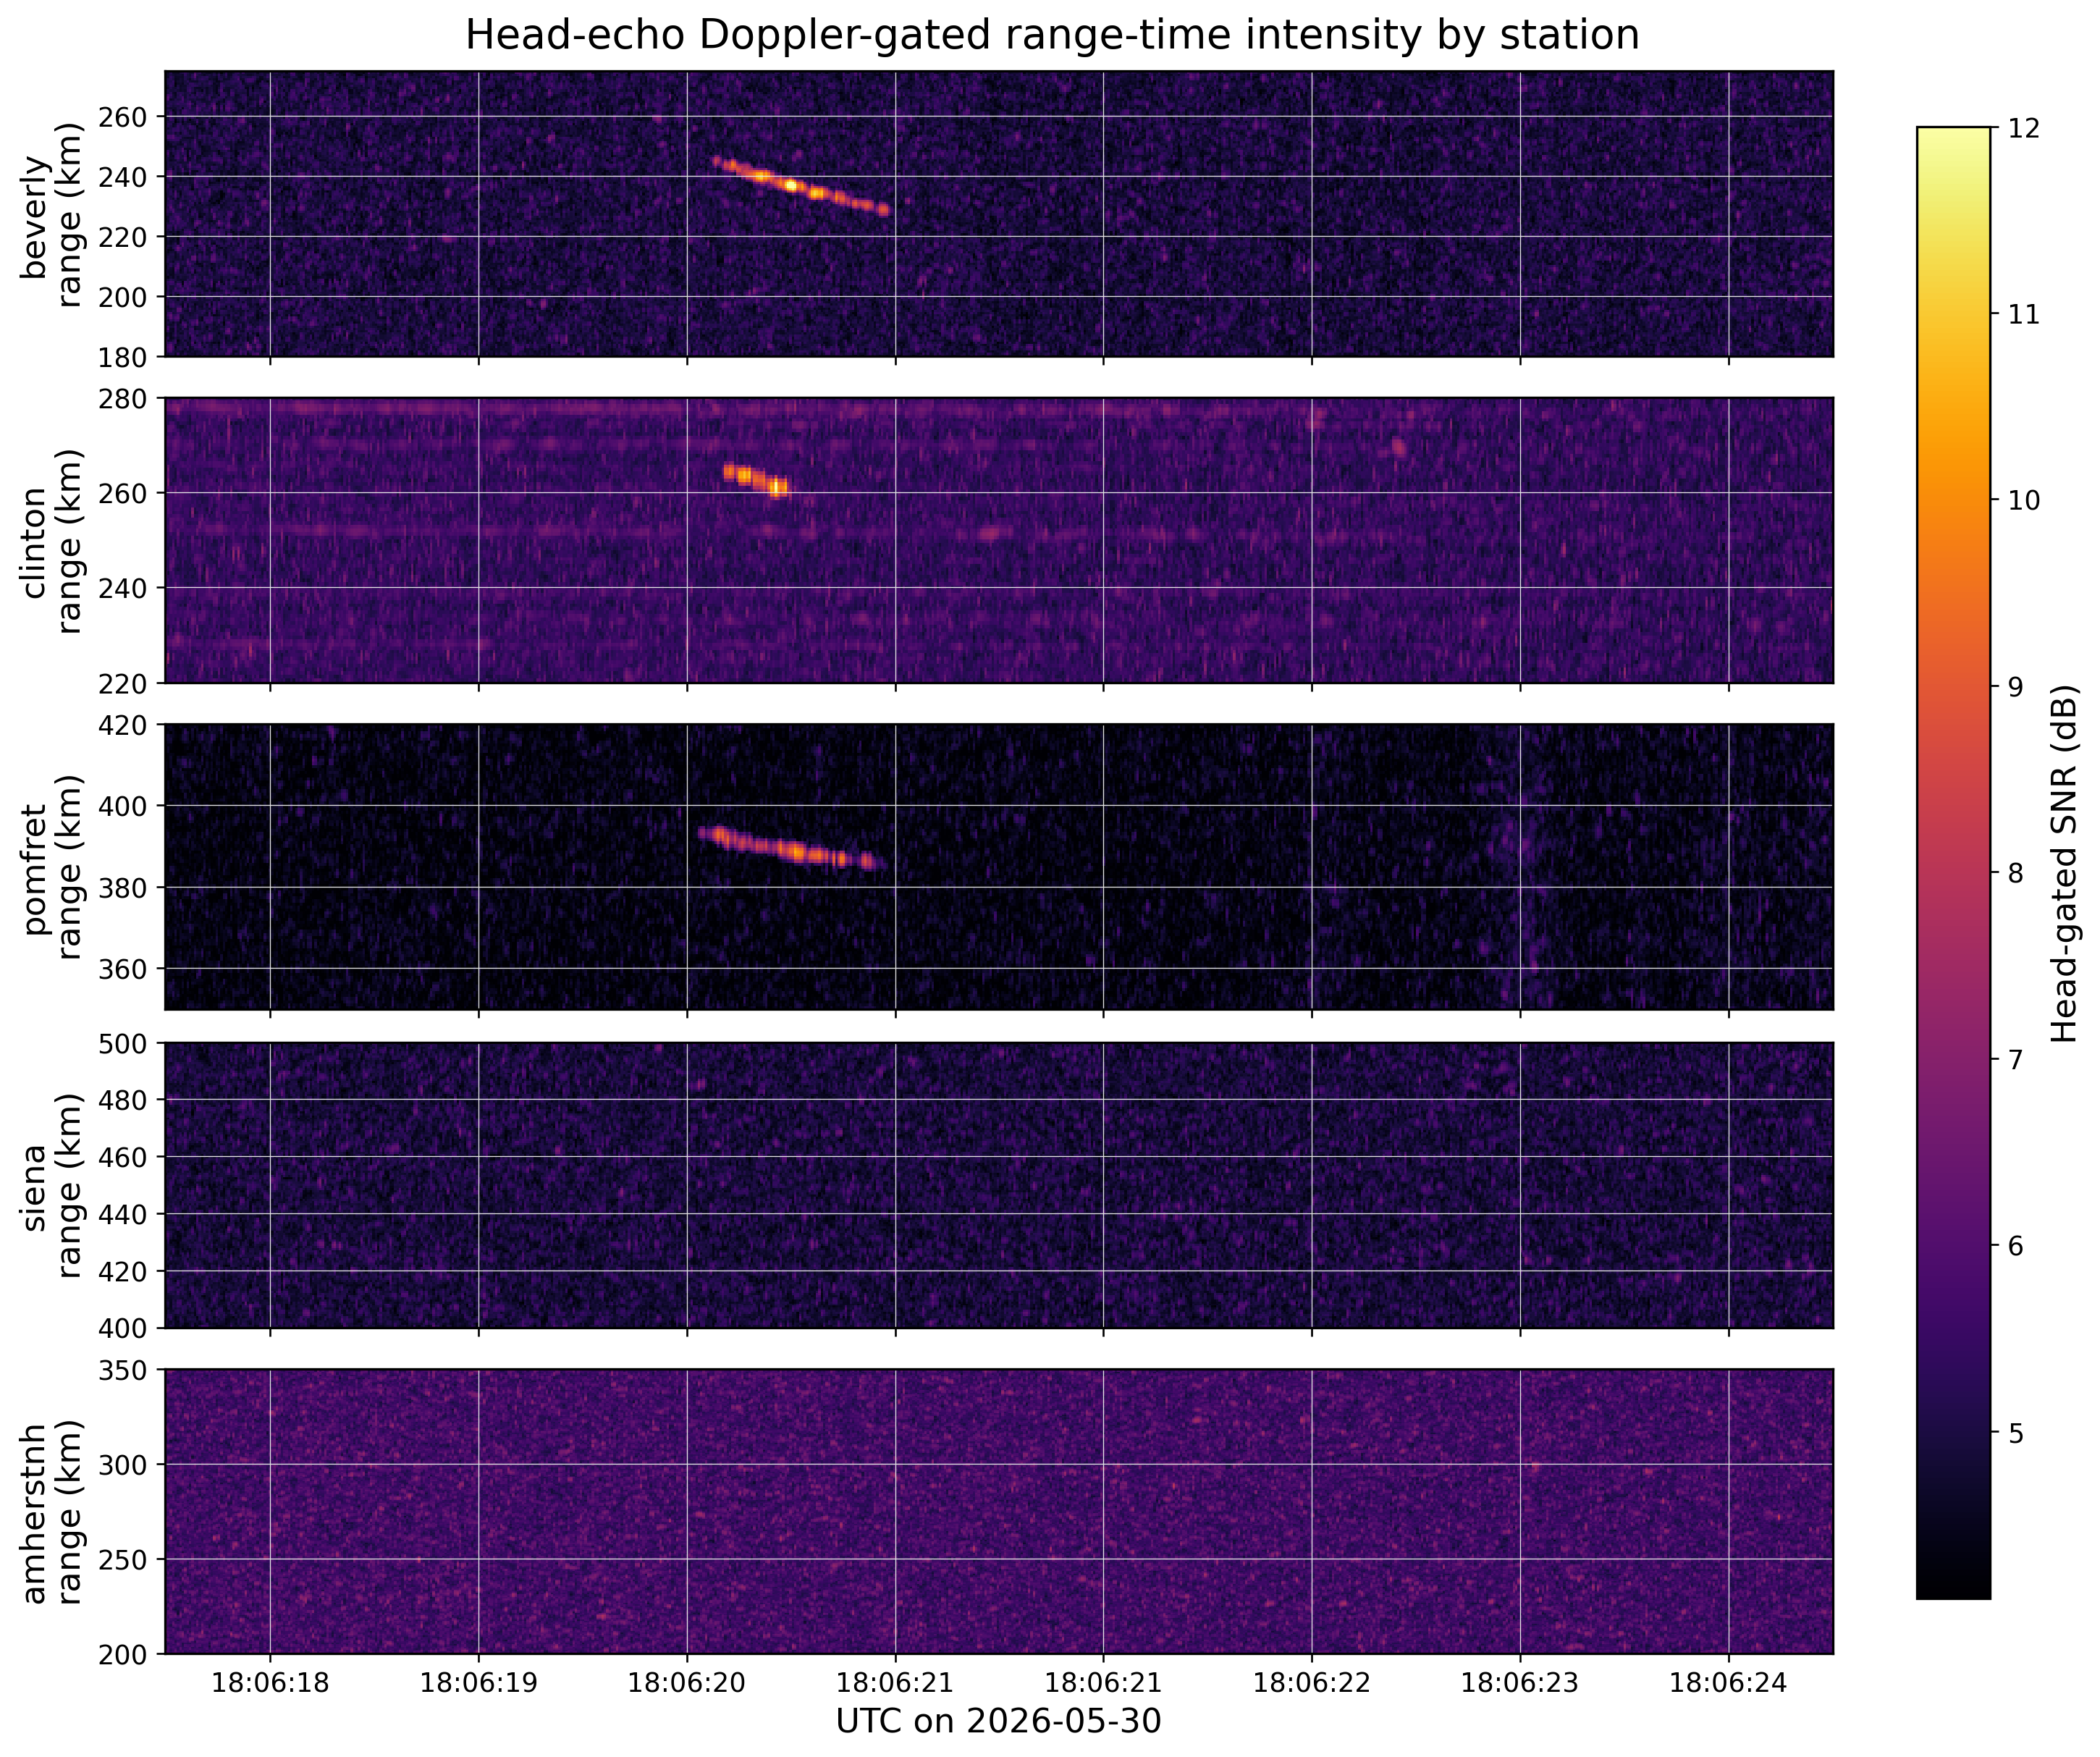 Head-echo Doppler-gated range-time intensity by station
beverly
range (km)
260
240
220
200
180
clinton
range (km)
280
260
240
220
pomfret
range (km)
420
400
380
360
siena
range (km)
500
480
460
440
420
400
amherstnh
range (km)
350
300
250
200
18:06:18 18:06:19 18:06:20 18:06:21 18:06:21 18:06:22 18:06:23 18:06:24
UTC on 2026-05-30
12
11
10
9
8
7
6
5
Head-gated SNR (dB)